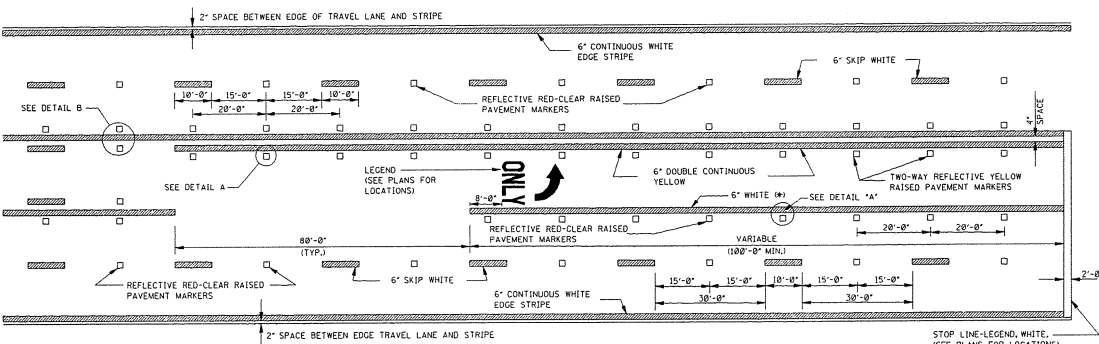 2" SPACE BETWEEN EDGE OF TRAVEL LANE AND STRIPE
6" CONTINUOUS WHITE
EDGE STRIPE
6" SKIP WHITE
10'-0" 15'-0" 15'-0" 10'-0"
20'-0" 20'-0"
REFLECTIVE RED-CLEAR RAISED
PAVEMENT MARKERS
SEE DETAIL B
4"
SPACE
SEE DETAIL A
LEGEND
(SEE PLANS FOR
LOCATIONS)
ONLY
6" DOUBLE CONTINUOUS
YELLOW
TWO-WAY REFLECTIVE YELLOW
RAISED PAVEMENT MARKERS
8'-0"
6" WHITE (*)
SEE DETAIL "A"
REFLECTIVE RED-CLEAR RAISED
PAVEMENT MARKERS
20'-0" 20'-0"
80'-0"
(TYP.)
VARIABLE
(100'-0" MIN.)
REFLECTIVE RED-CLEAR RAISED
PAVEMENT MARKERS
6" SKIP WHITE
15'-0" 15'-0" 10'-0" 15'-0" 15'-0"
30'-0" 30'-0"
2'-0
6" CONTINUOUS WHITE
EDGE STRIPE
2" SPACE BETWEEN EDGE TRAVEL LANE AND STRIPE
STOP LINE-LEGEND, WHITE,
(SEE PLANS FOR LOCATIONS)